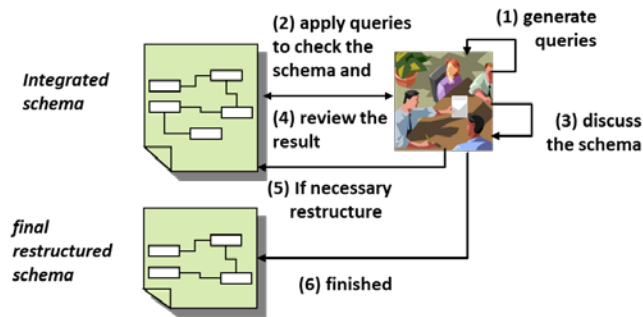 (2) apply queries
to check the
schema and
(1) generate
queries
Integrated
schema
(4) review the
result
(3) discuss
the schema
(5) If necessary
restructure
final
restructured
schema
(6) finished